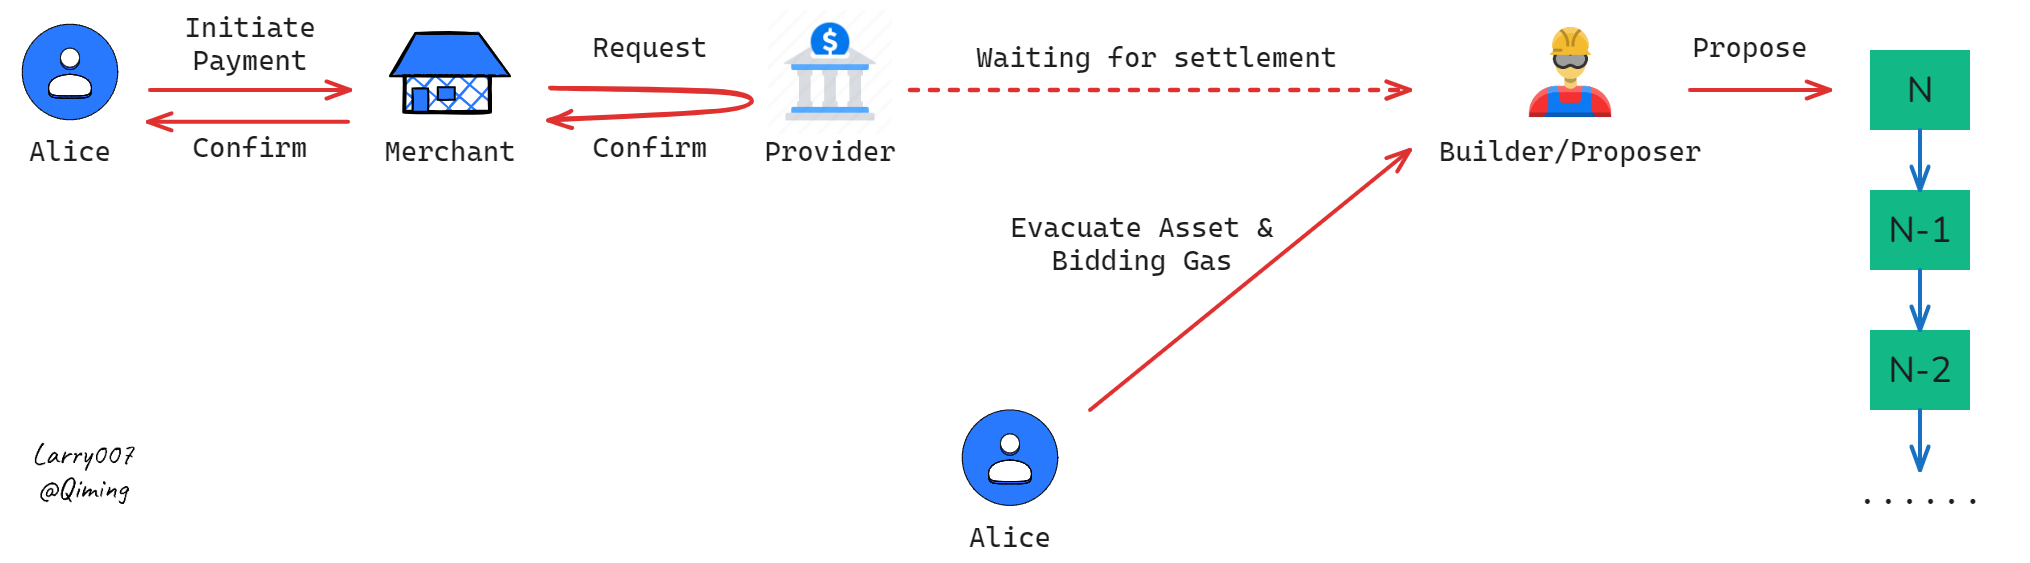 Initiate
Payment
Confirm
Alice
Merchant
Request
Confirm
$
Provider
Waiting for settlement
Builder/Proposer
Propose
Evacuate Asset &
Bidding Gas
Alice
N
N-1
N-2
......
Larry007
@Qiming